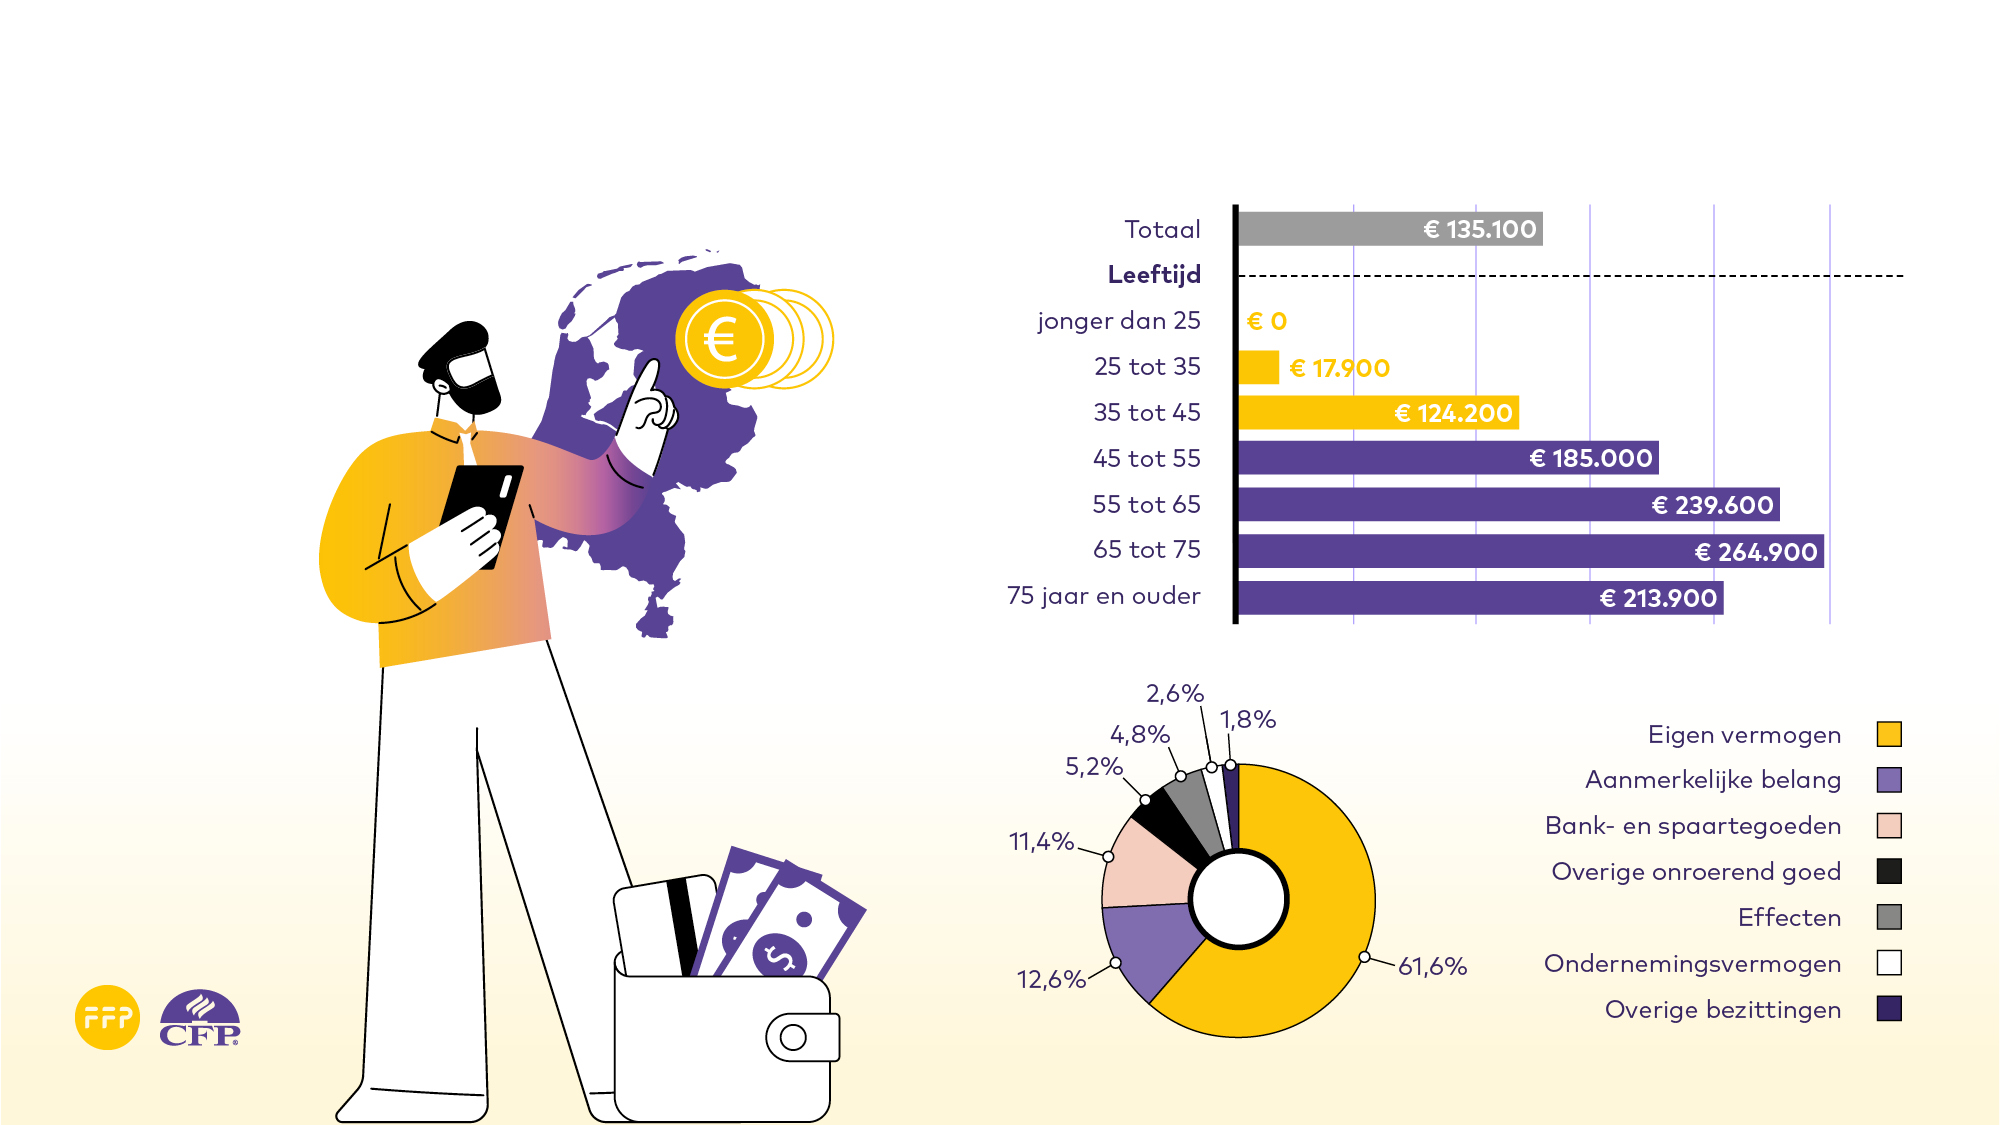 €
$
FFP
CFP®
Totaal € 135.100
Leeftijd
jonger dan 25 € 0
25 tot 35 € 17.900
35 tot 45 € 124.200
45 tot 55 € 185.000
55 tot 65 € 239.600
65 tot 75 € 264.900
75 jaar en ouder € 213.900
2,6%
1,8%
4,8%
5,2%
11,4%
12,6%
61,6%
Eigen vermogen
Aanmerkelijke belang
Bank- en spaartegoeden
Overige onroerend goed
Effecten
Ondernemingsvermogen
Overige bezittingen